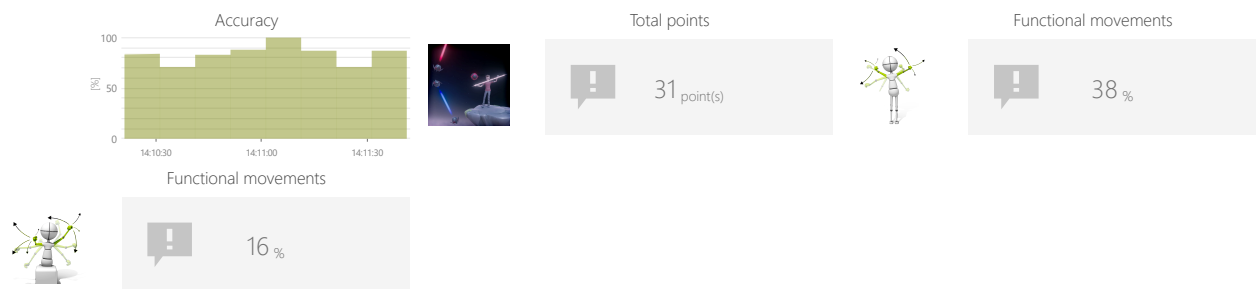 Accuracy
100
[%]
50
0
14:10:30 14:11:00 14:11:30
Total points
31 point(s)
Functional movements
38 %
Functional movements
16 %